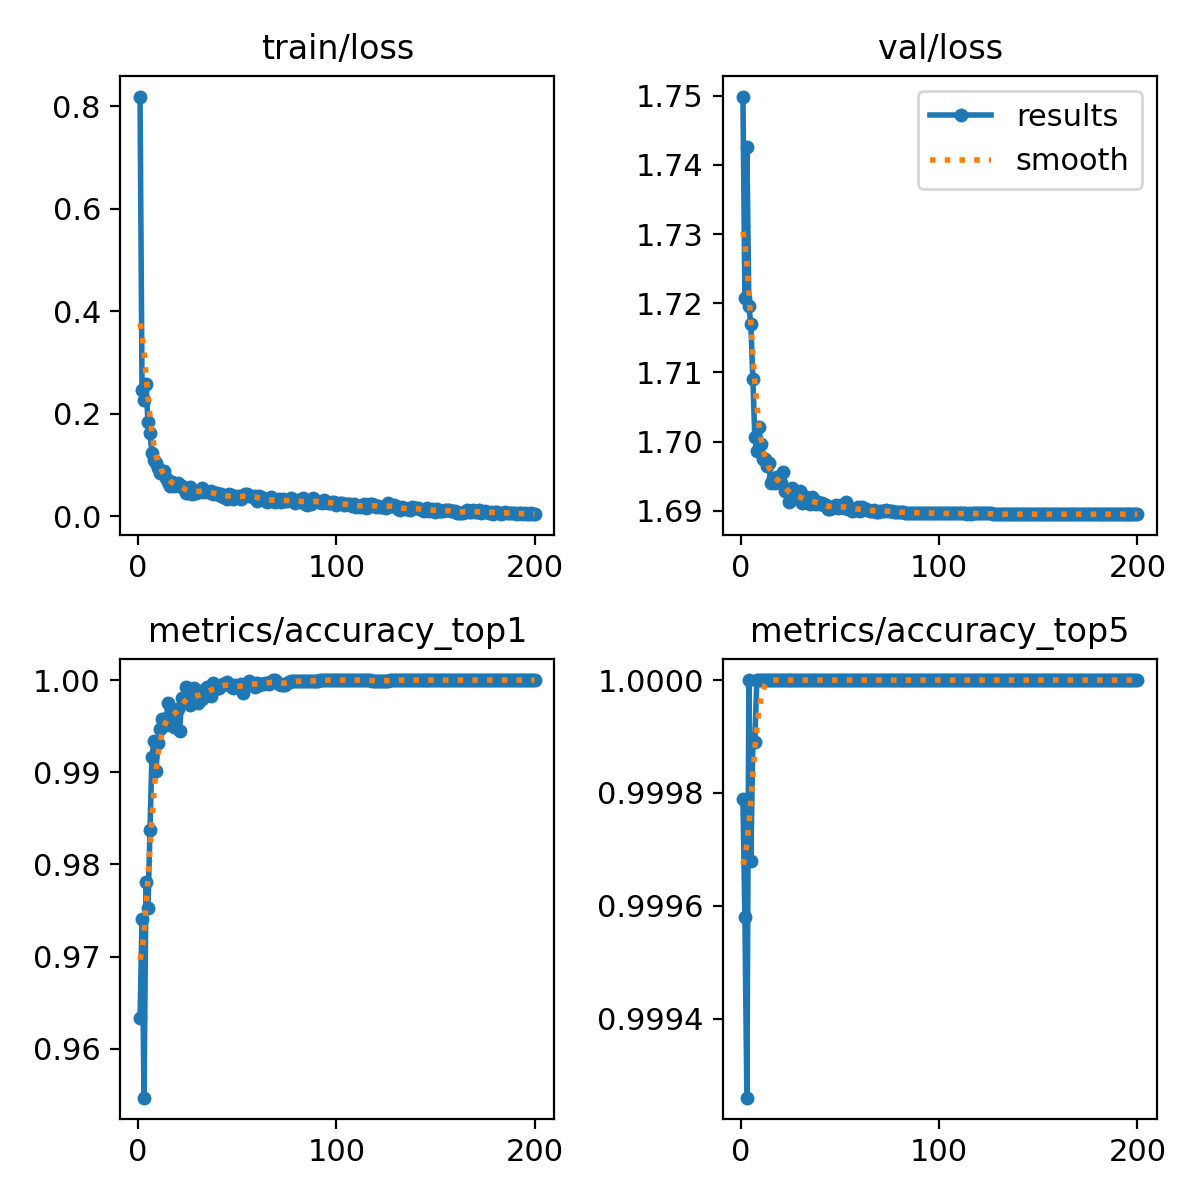 train/loss
0.8
0.6
0.4
0.2
0.0
0 100 200
val/loss
1.75
1.74
1.73
1.72
1.71
1.70
1.69
results
smooth
0 100 200
metrics/accuracy_top1
1.00
0.99
0.98
0.97
0.96
0 100 200
metrics/accuracy_top5
1.0000
0.9998
0.9996
0.9994
0 100 200